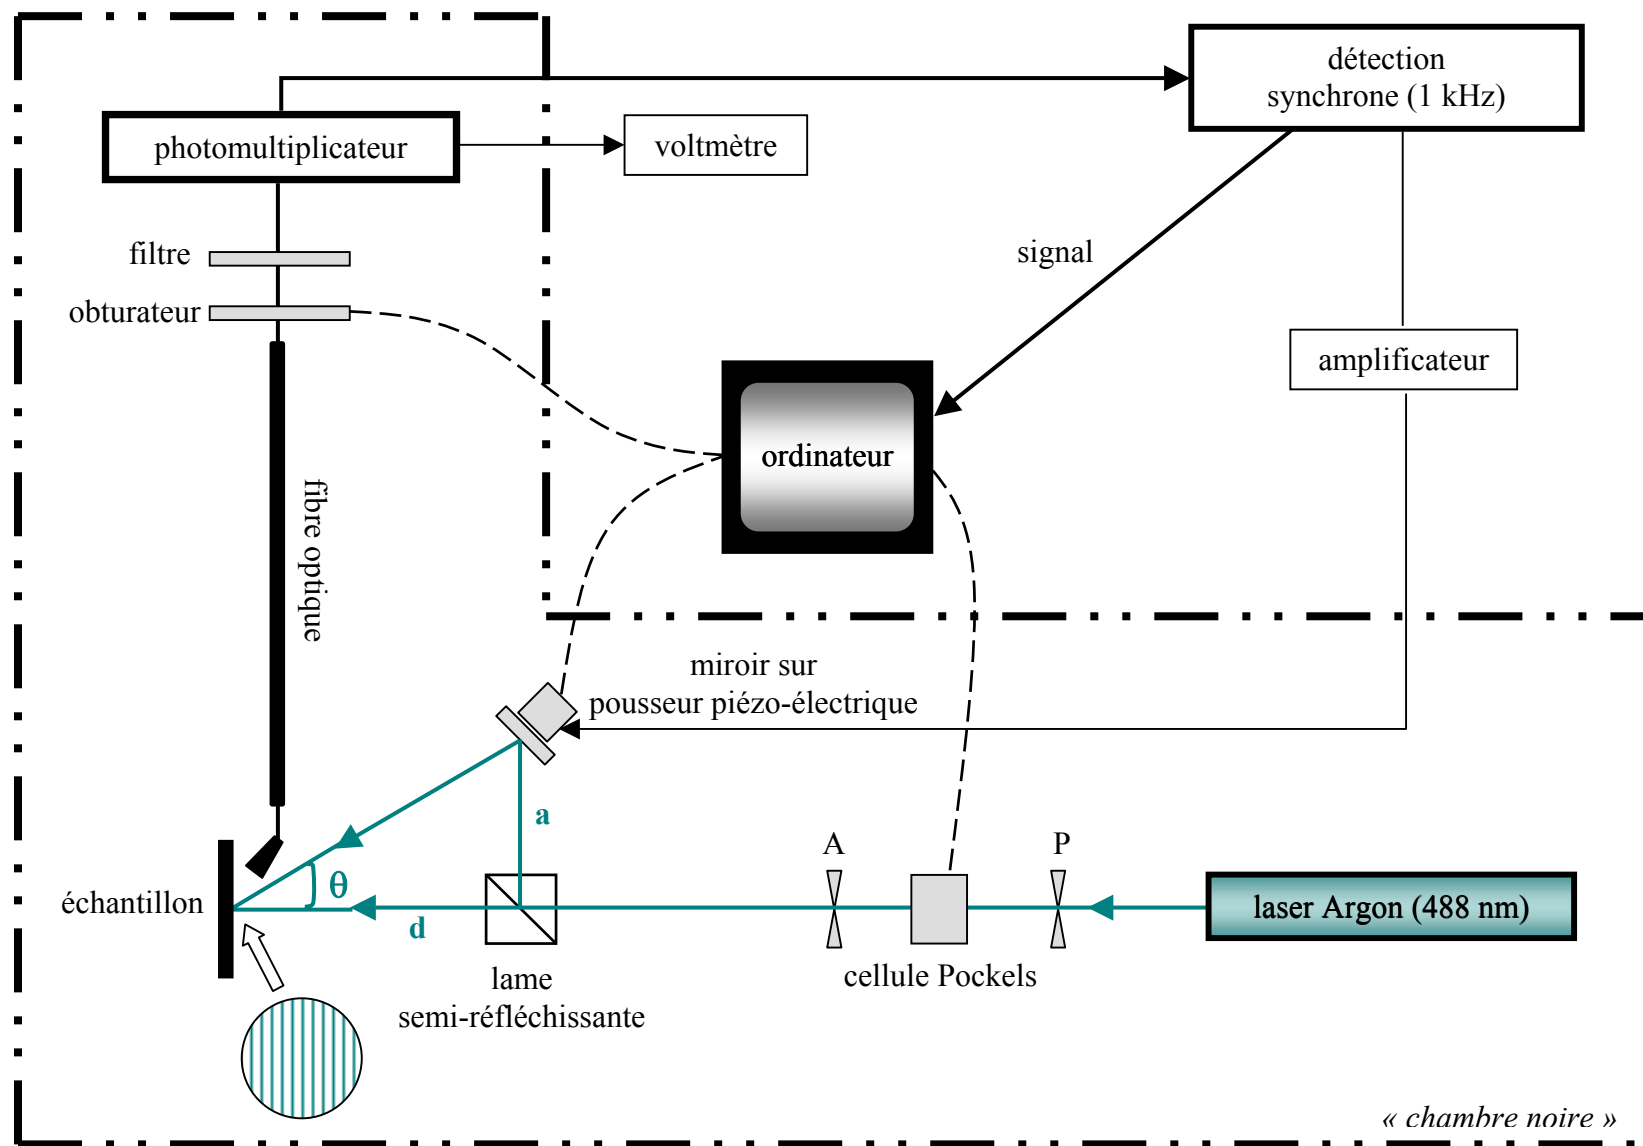 détection
synchrone (1 kHz)
photomultiplicateur
voltmètre
filtre
signal
obturateur
amplificateur
ordinateur
fibre optique
miroir sur
pousseur piézo-électrique
a
A
P
θ
échantillon
laser Argon (488 nm)
d
cellule Pockels
lame
semi-réfléchissante
« chambre noire »